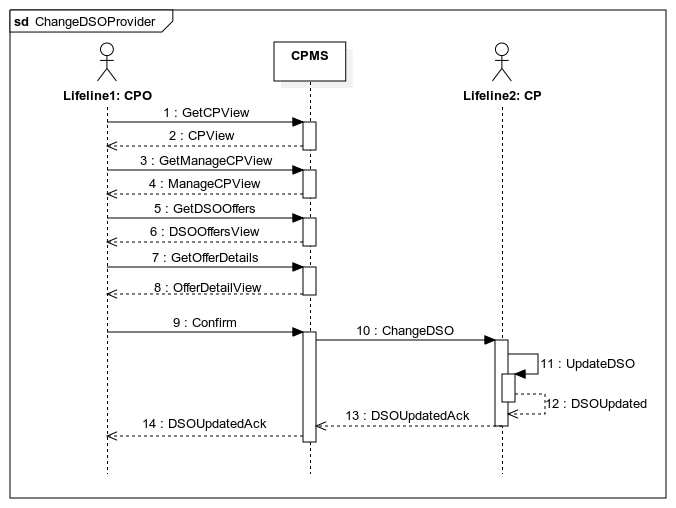 sd ChangeDSOProvider
CPMS
Lifeline1: CPO
Lifeline2: CP
1 : GetCPView
2 : CPView
3 : GetManageCPView
4 : ManageCPView
5 : GetDSOOffers
6 : DSOOffersView
7 : GetOfferDetails
8 : OfferDetailView
9 : Confirm
10 : ChangeDSO
11 : UpdateDSO
12 : DSOUpdated
13 : DSOUpdatedAck
14 : DSOUpdatedAck